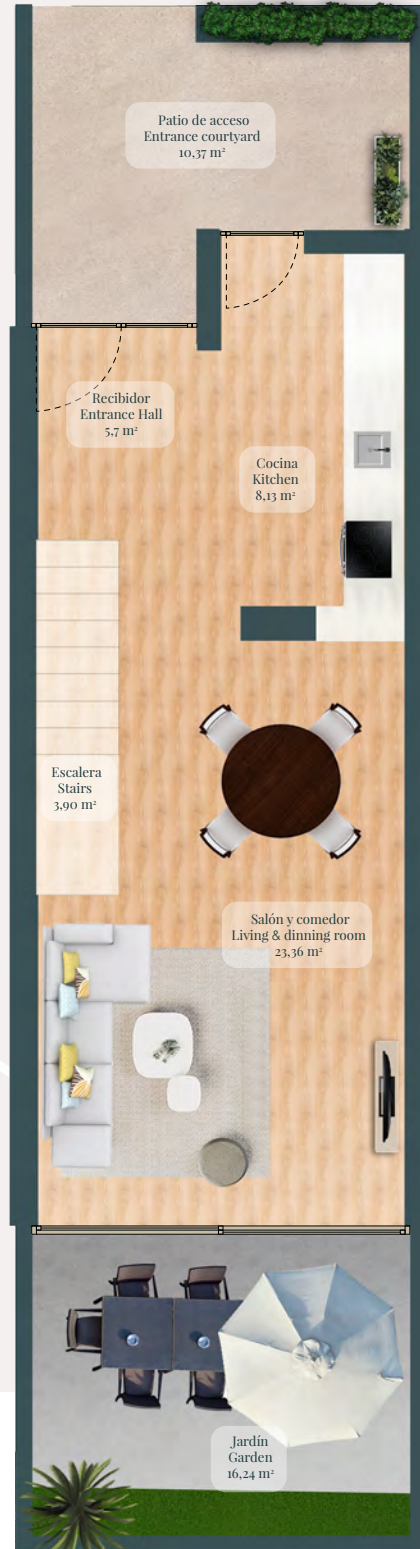 Patio de acceso
Entrance courtyard
10,37 m²
Recibidor
Entrance Hall
5,7 m²
Cocina
Kitchen
8,13 m²
Escalera
Stairs
3,90 m²
Salón y comedor
Living & dinning room
23,36 m²
Jardín
Garden
16,24 m²